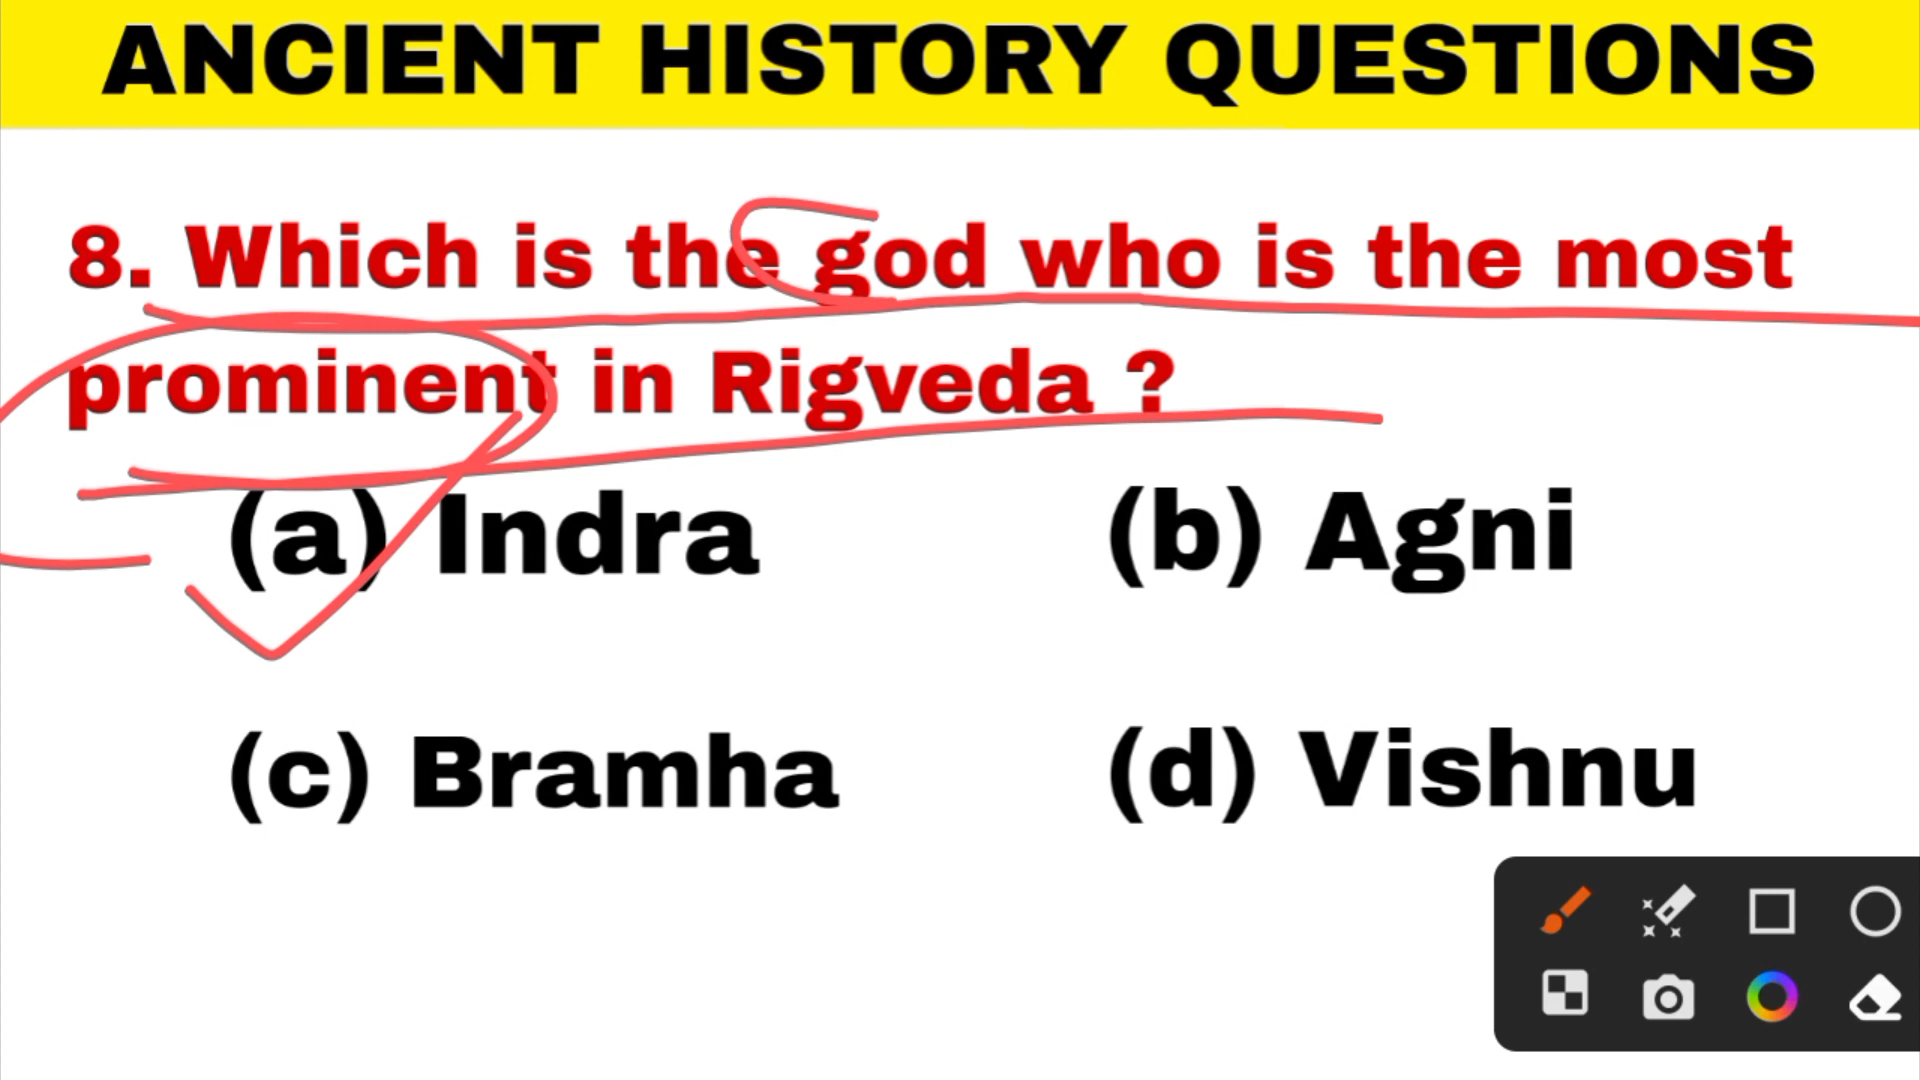 ANCIENT HISTORY QUESTIONS
8. Which is the god who is the most
prominent in Rigveda ?
(a) Indra
(b) Agni
(c) Bramha
(d) Vishnu